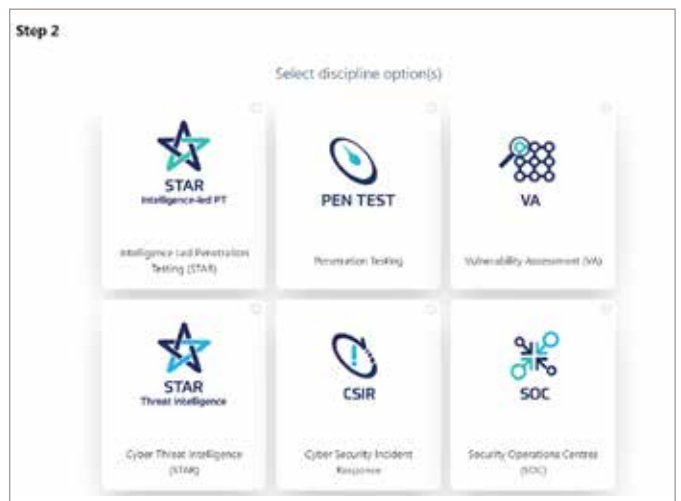 Step 2
Select discipline option(s)
STAR
Intelligence-led PT
PEN TEST
VA
Intelligence Led Penetration
Testing (STAR)
Penetration Testing
Vulnerability Assessment (VA)
STAR
Threat Intelligence
CSIR
SOC
Cyber Threat Intelligence
(STAR)
Cyber Security Incident
Response
Security Operations Centres
(SOC)